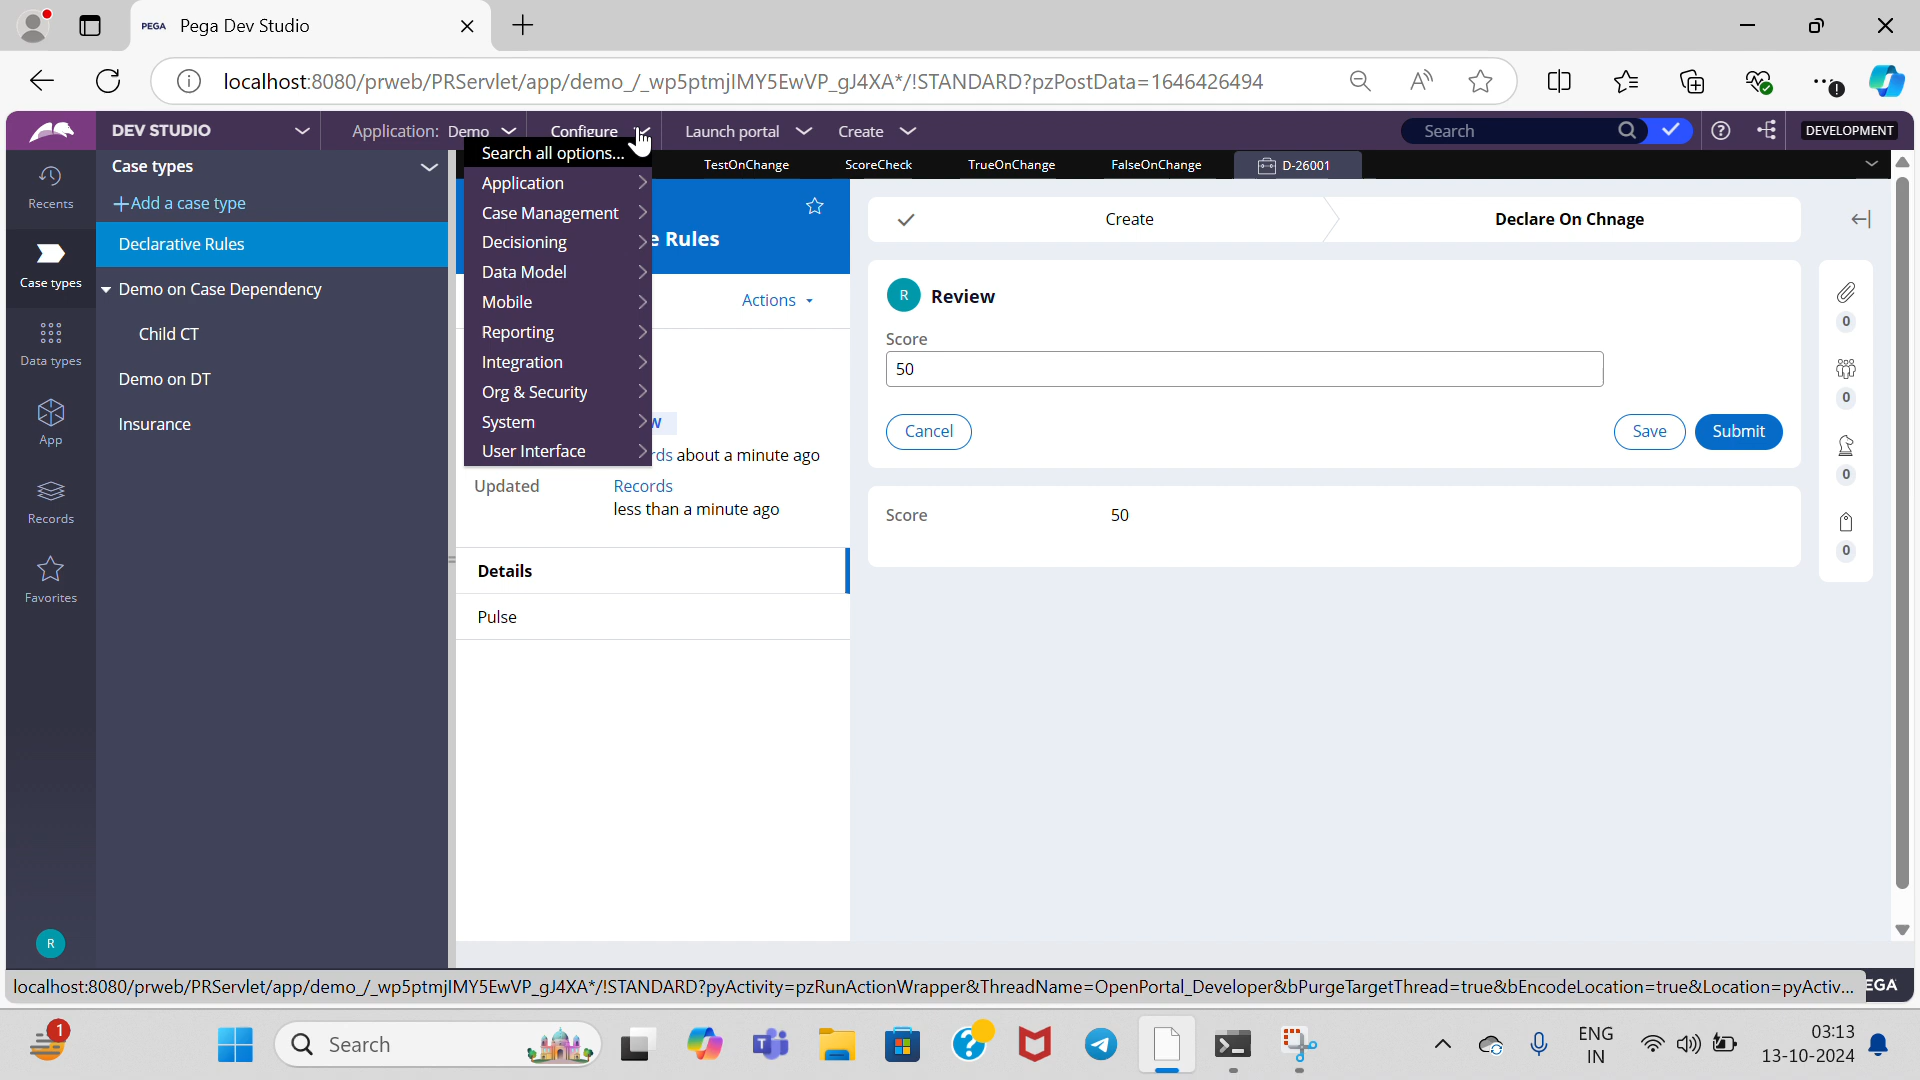 PEGA Pega Dev Studio
localhost:8080/prweb/PRServlet/app/demo_/_wp5ptmjIMY5EwVP_gJ4XA*/!STANDARD?pzPostData=1646426494
DEV STUDIO
Application: Demo
Configure
Launch portal
Create
Search
DEVELOPMENT
Recents
Case types
Data types
App
Records
Favorites
R
Case types
+Add a case type
Declarative Rules
Demo on Case Dependency
Child CT
Demo on DT
Insurance
Search all options...
Application
Case Management
Decisioning
Data Model
Mobile
Reporting
Integration
Org & Security
System
User Interface
TestOnChange
ScoreCheck
TrueOnChange
FalseOnChange
D-26001
e Rules
Actions
W
rds about a minute ago
Updated
Records
less than a minute ago
Details
Pulse
Create
Declare On Chnage
R Review
Score
50
Cancel
Save
Submit
Score 50
0
0
0
0
localhost:8080/prweb/PRServlet/app/demo_/_wp5ptmjIMY5EwVP_gJ4XA*/!STANDARD?pyActivity=pzRunActionWrapper&ThreadName=OpenPortal_Developer&bPurgeTargetThread=true&bEncodeLocation=true&Location=pyActiv...
EGA
1
Search
ENG
IN
03:13
13-10-2024